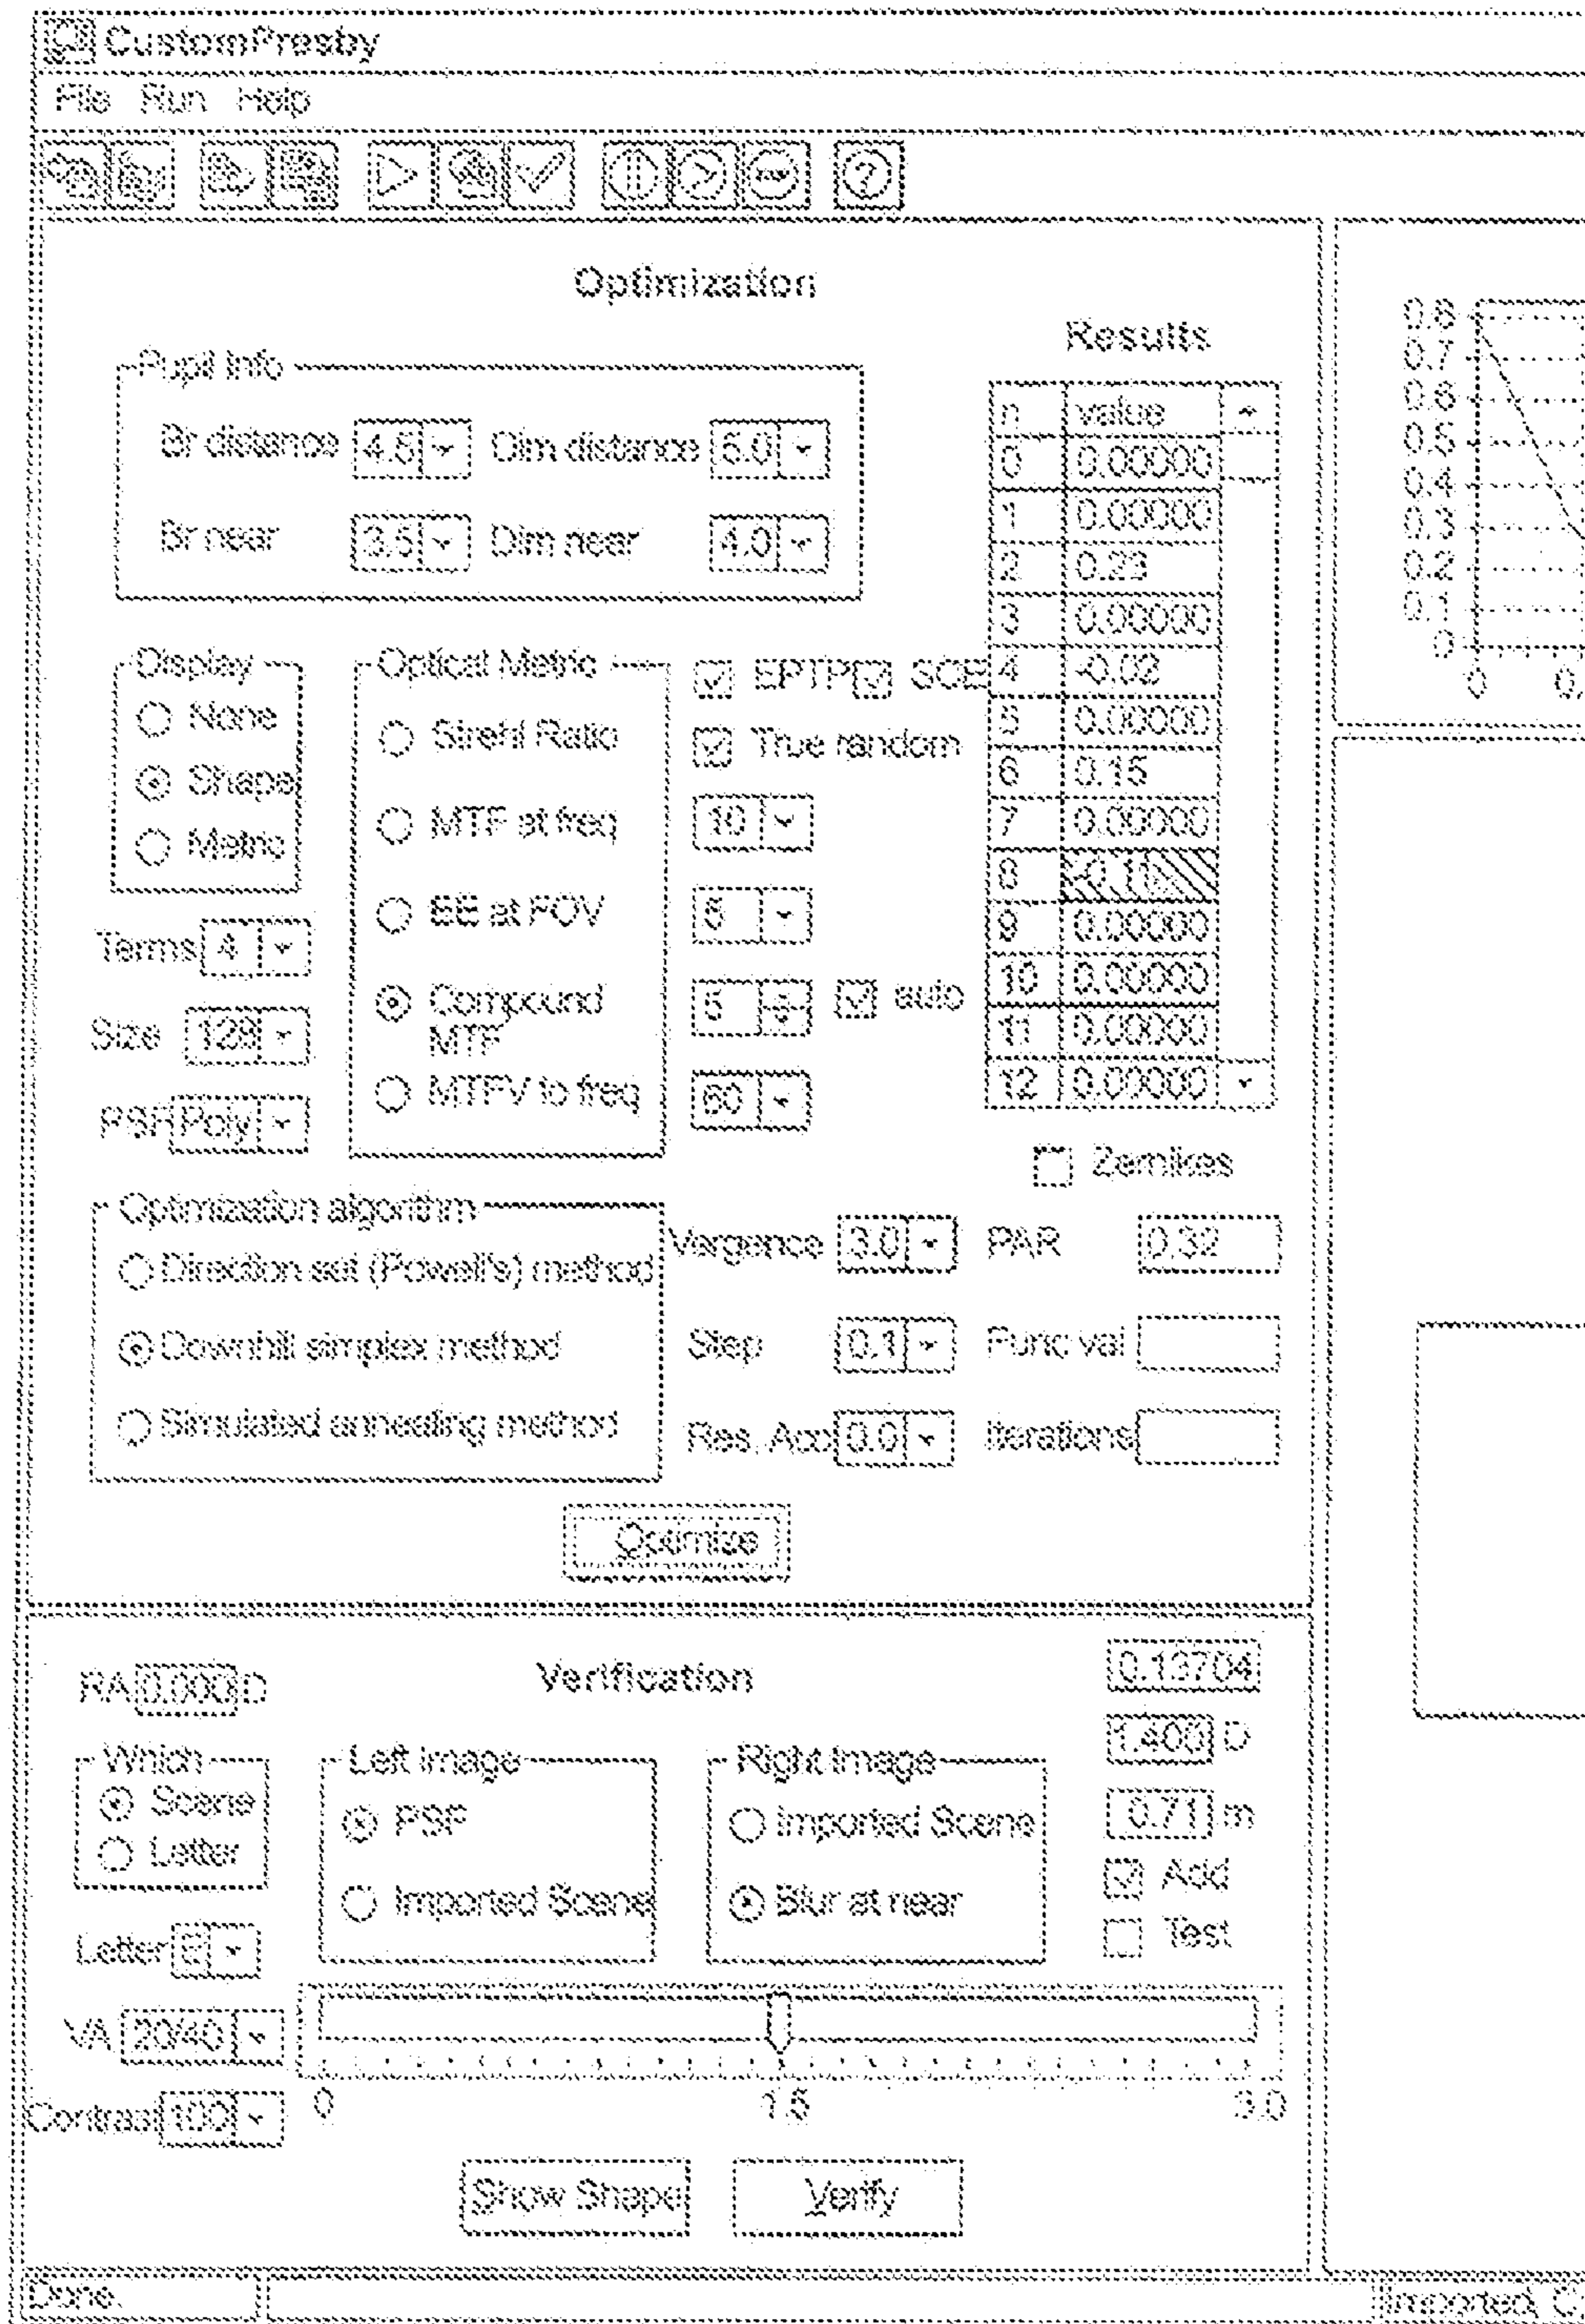 CustomPresby
File Run Help
Optimization
Pupil Info
Br distance 4.5 Dim distance
Br near 3.5 Dim near 4.0
Results
n value
0 0.00000
1 0.00000
2 0.23
3 0.00000
4 -0.02
5 0.00000
6 0.15
7 0.00000
8
9 0.00000
10 0.00000
11 0.00000
12 0.00000
Zernikes
Display
None
Shape
Metric
Terms 4
Size
PSF Poly
Optical Metric
Strehl Ratio
MTF at freq
EE at FOV
Compound
MTF
MTFV to freq
EPTP SCE
True random
10
5 auto
60
Optimization algorithm
Direction set (Powell's) method
Downhill simplex method
Simulated annealing method
Vergence 3.0 PAR 0.32
Step 0.1 Func val
Res. Acc 0.0 Iterations
Optimize
0.8
0.7
0.6
0.5
0.4
0.3
0.2
0.1
0
0 0.
Verification
RA 0.000 D
0.13704
1.400 D
0.71 m
Add
Test
Which
Scene
Letter
Left Image
PSF
Imported Scene
Right Image
Imported Scene
Blur at near
Letter E
VA 20/40
Contrast 100
0 1.5 3.0
Show Shape Verify
Done.
Imported. C